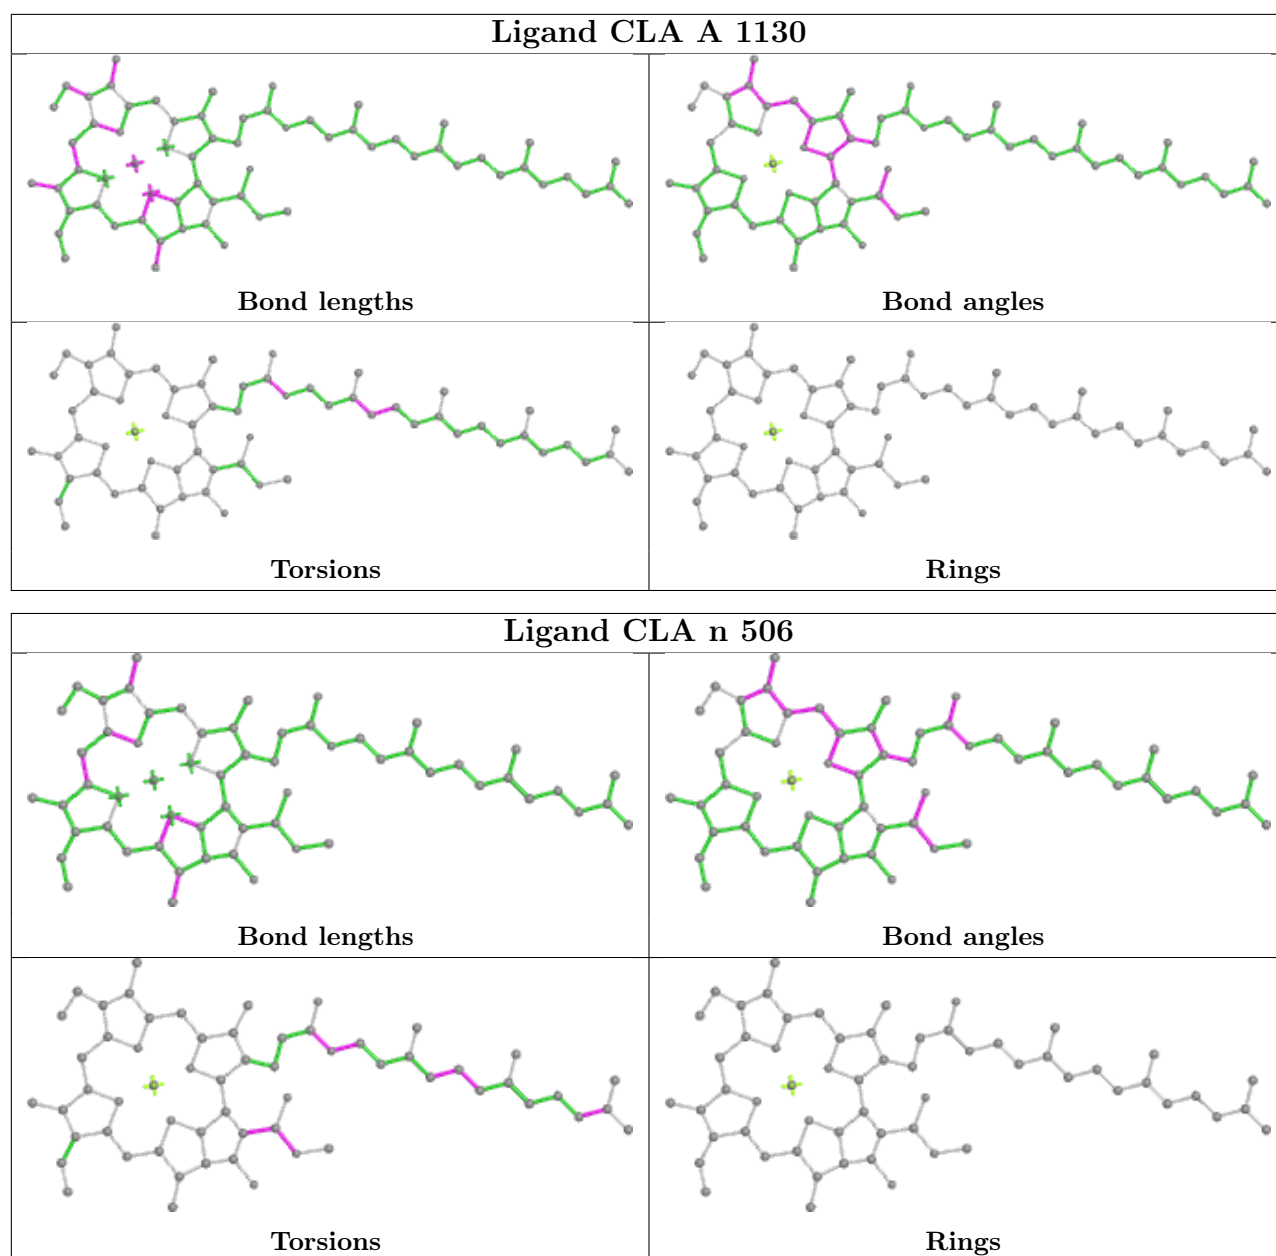 Ligand CLA A 1130
Bond lengths
Bond angles
Torsions
Rings
Ligand CLA n 506
Bond lengths
Bond angles
Torsions
Rings